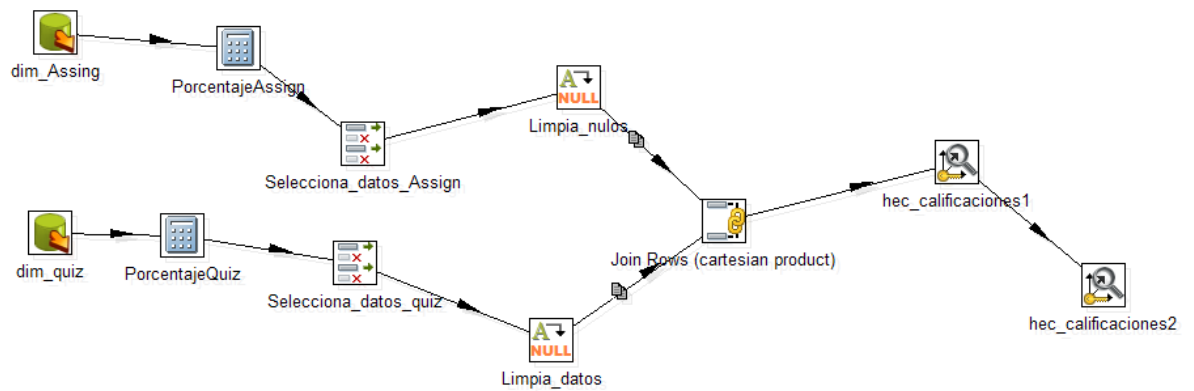 dim_Assing
PorcentajeAssign
Selecciona_datos_Assign
A
NULL
Limpia_nulos
dim_quiz
PorcentajeQuiz
Selecciona_datos_quiz
A
NULL
Limpia_datos
Join Rows (cartesian product)
hec_calificaciones1
hec_calificaciones2